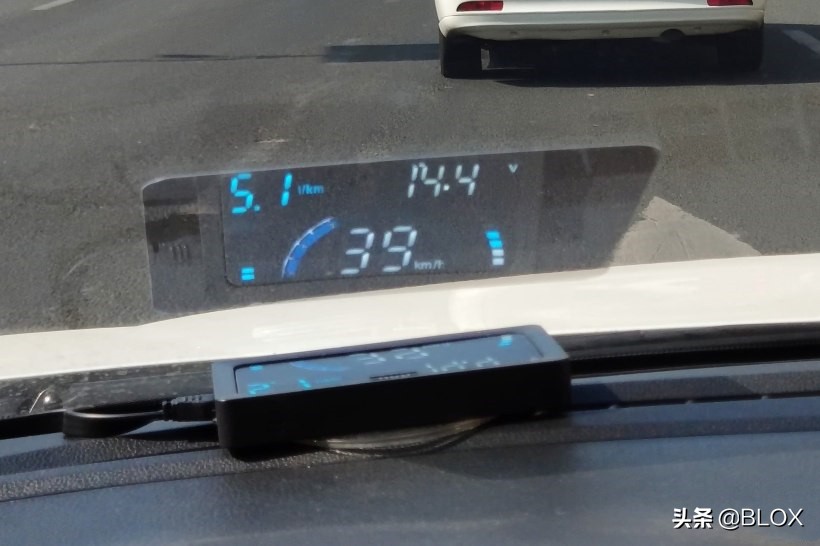 5.1 l/km 14.4 V
39 km/h
头条 @BLOX